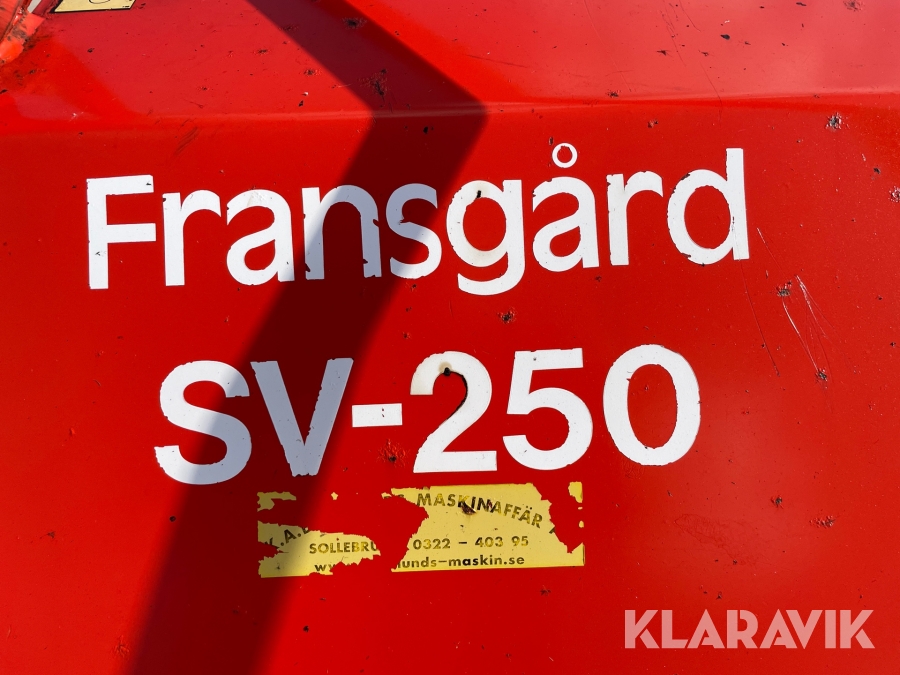 Fransgård
SV-250
MASKINAFFÄR
SOLLEBRU 0322 - 403 95
unds-maskin.se
KLARAVIK